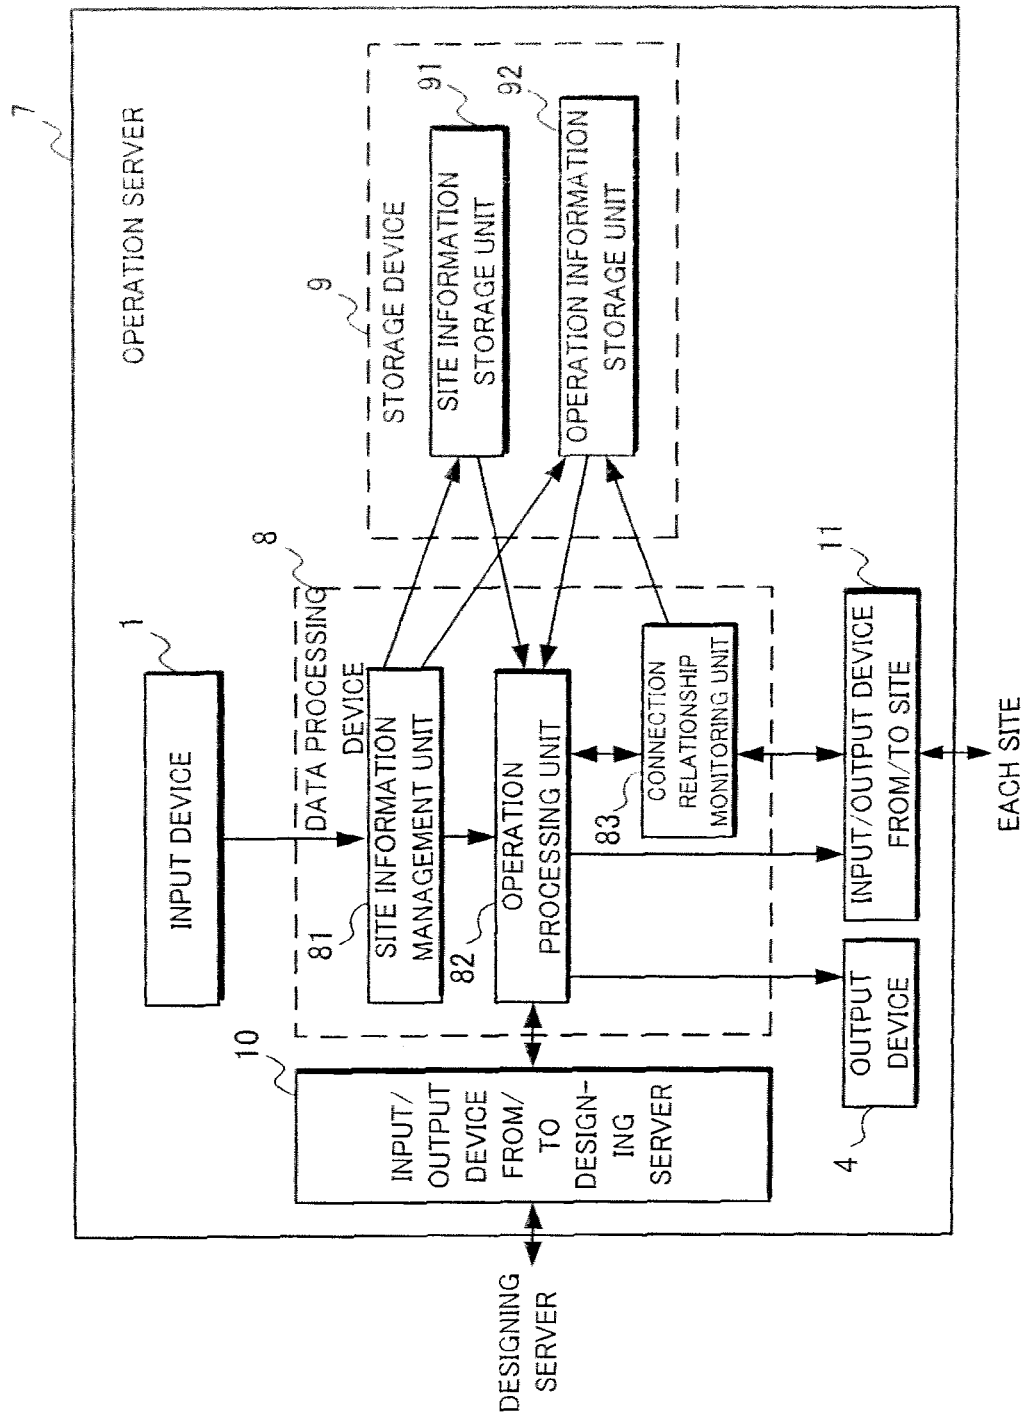 7
OPERATION SERVER
1
INPUT DEVICE
8
DATA PROCESSING
DEVICE
81
SITE INFORMATION
MANAGEMENT UNIT
82
OPERATION
PROCESSING UNIT
83
CONNECTION
RELATIONSHIP
MONITORING UNIT
9
STORAGE DEVICE
91
SITE INFORMATION
STORAGE UNIT
92
OPERATION INFORMATION
STORAGE UNIT
10
INPUT/
OUTPUT
DEVICE
FROM/
TO
DESIGN-
ING
SERVER
DESIGNING
SERVER
4
OUTPUT
DEVICE
11
INPUT/OUTPUT DEVICE
FROM/TO SITE
EACH SITE